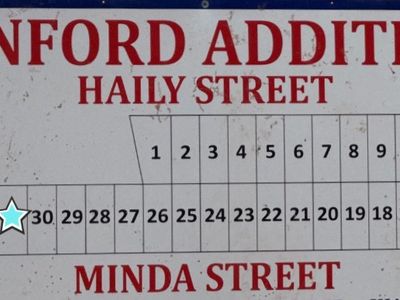 NFORD ADDITI
HAILY STREET
1 2 3 4 5 6 7 8 9
30 29 28 27 26 25 24 23 22 21 20 19 18
MINDA STREET